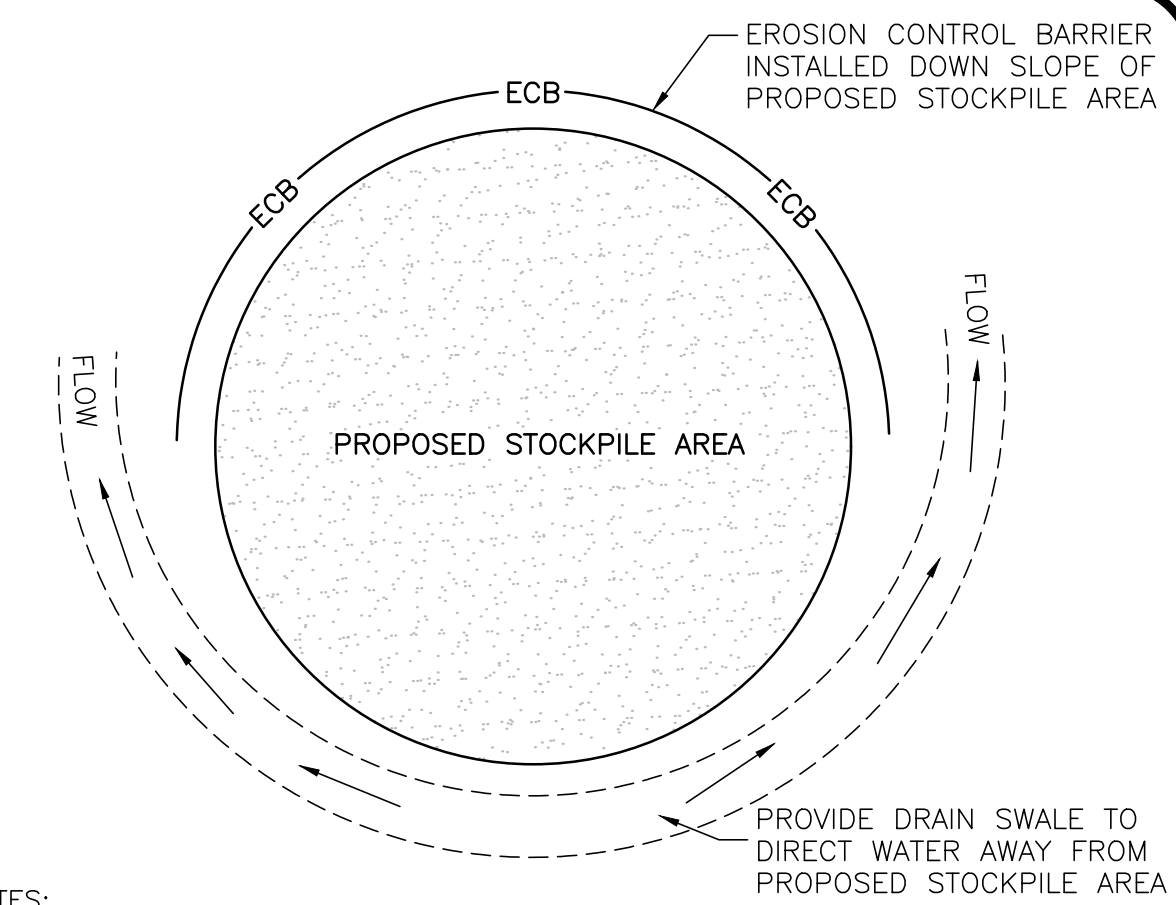 EROSION CONTROL BARRIER
INSTALLED DOWN SLOPE OF
PROPOSED STOCKPILE AREA
ECB
ECB
ECB
FLOW
FLOW
PROPOSED STOCKPILE AREA
PROVIDE DRAIN SWALE TO
DIRECT WATER AWAY FROM
PROPOSED STOCKPILE AREA